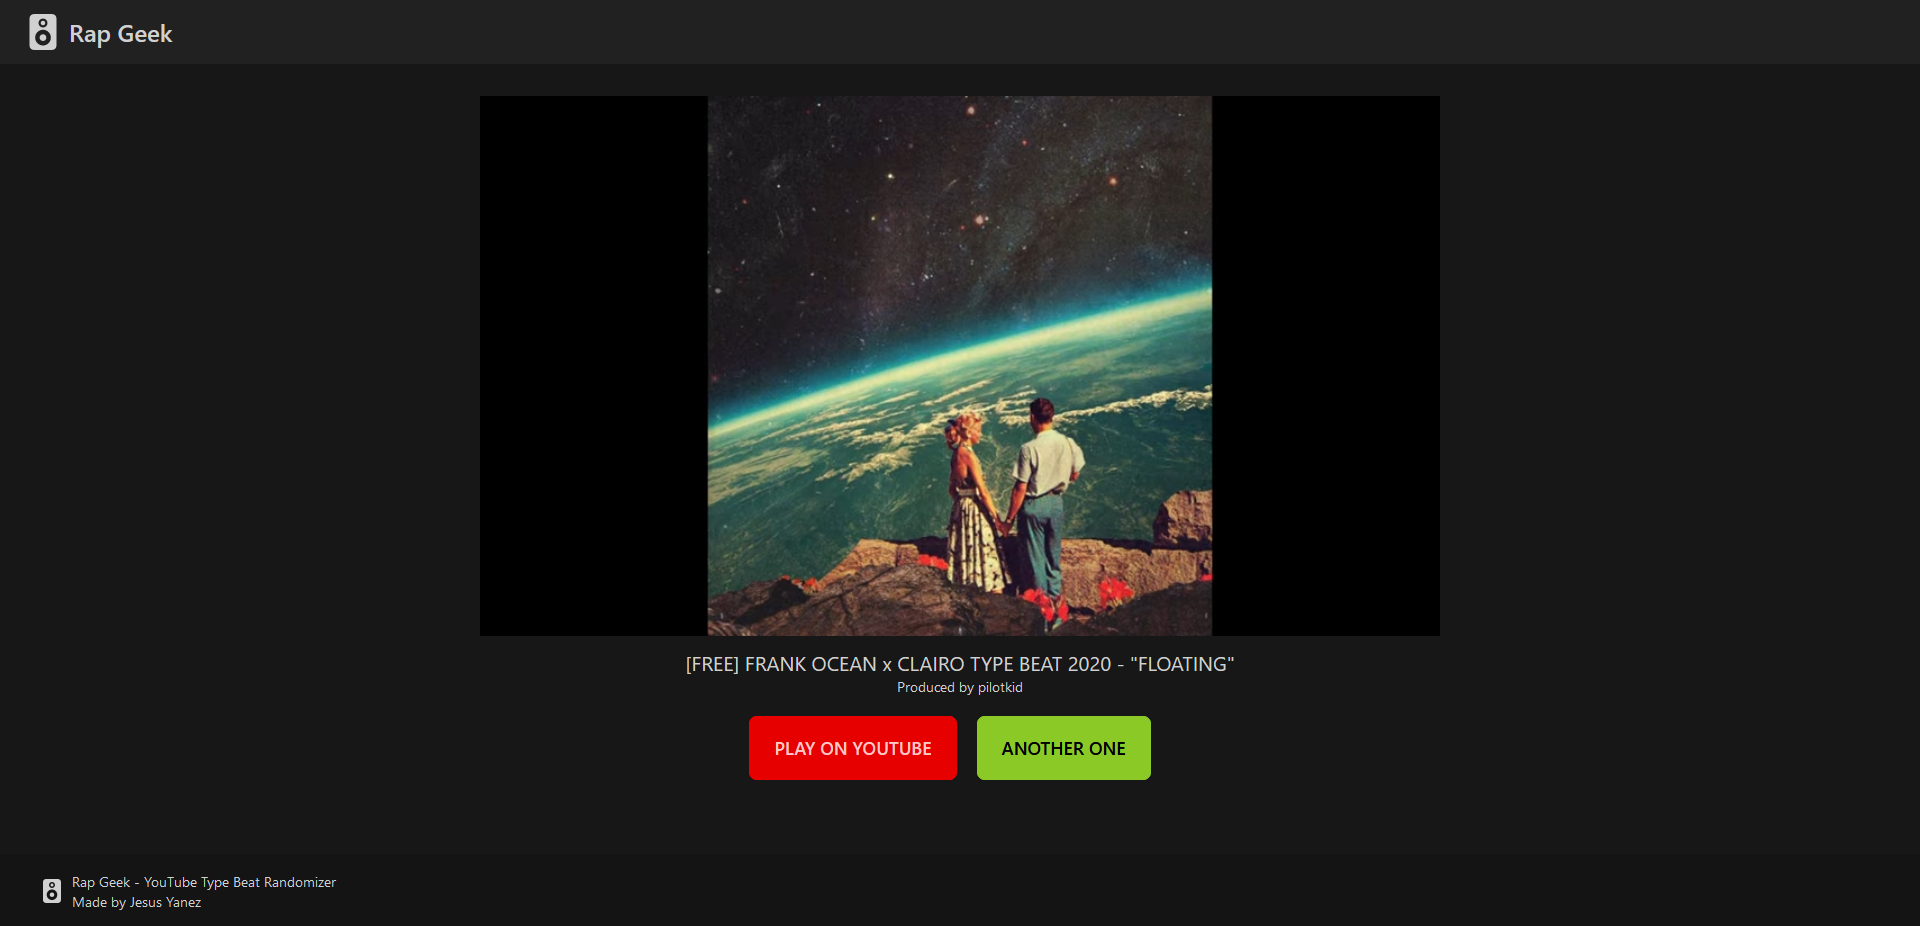 Rap Geek
[FREE] FRANK OCEAN x CLAIRO TYPE BEAT 2020 - "FLOATING"
Produced by pilotkid
PLAY ON YOUTUBE
ANOTHER ONE
Rap Geek - YouTube Type Beat Randomizer
Made by Jesus Yanez